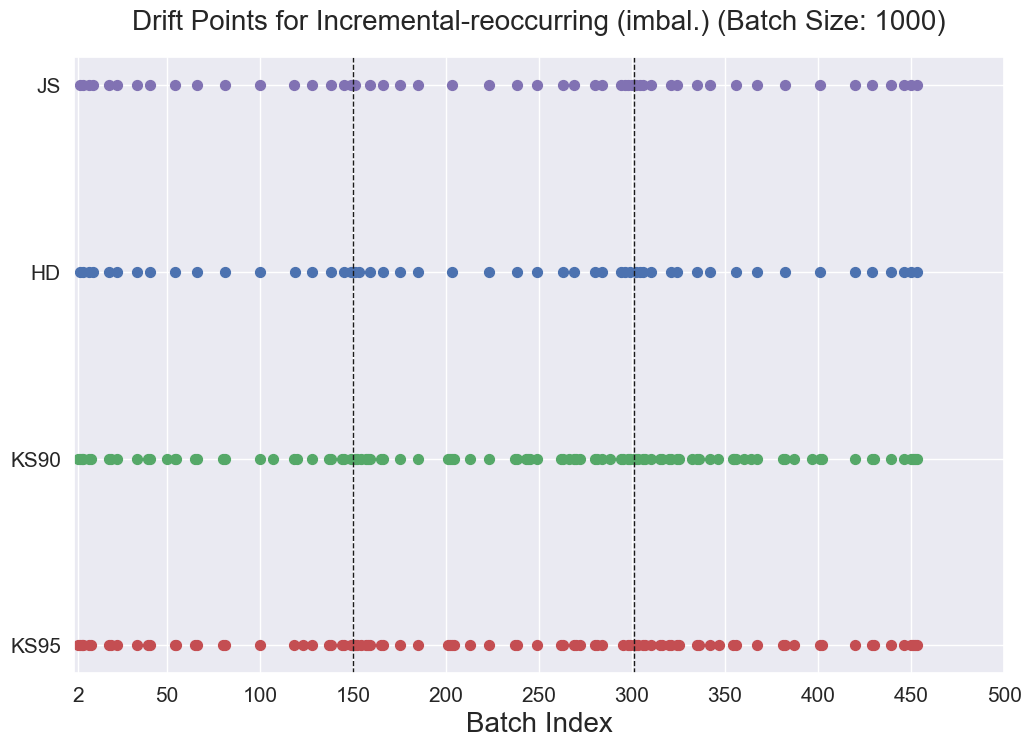 Drift Points for Incremental-reoccurring (imbal.) (Batch Size: 1000)
JS
HD
KS90
KS95
2 50 100 150 200 250 300 350 400 450 500
Batch Index